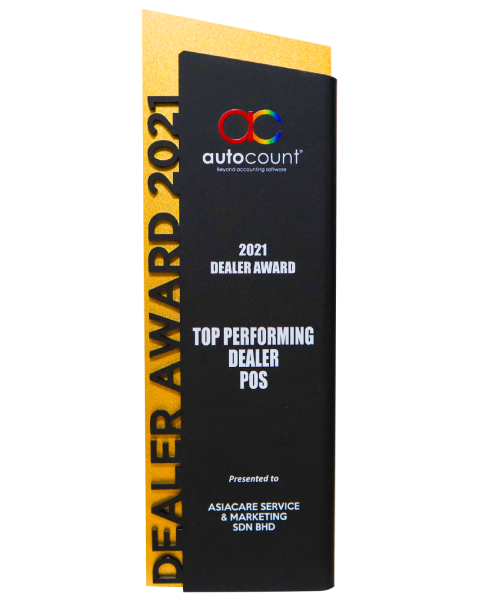 DEALER AWARD 2021
ac
autocount®
Beyond accounting software
2021
DEALER AWARD
TOP PERFORMING
DEALER
POS
Presented to
ASIACARE SERVICE
& MARKETING
SDN BHD